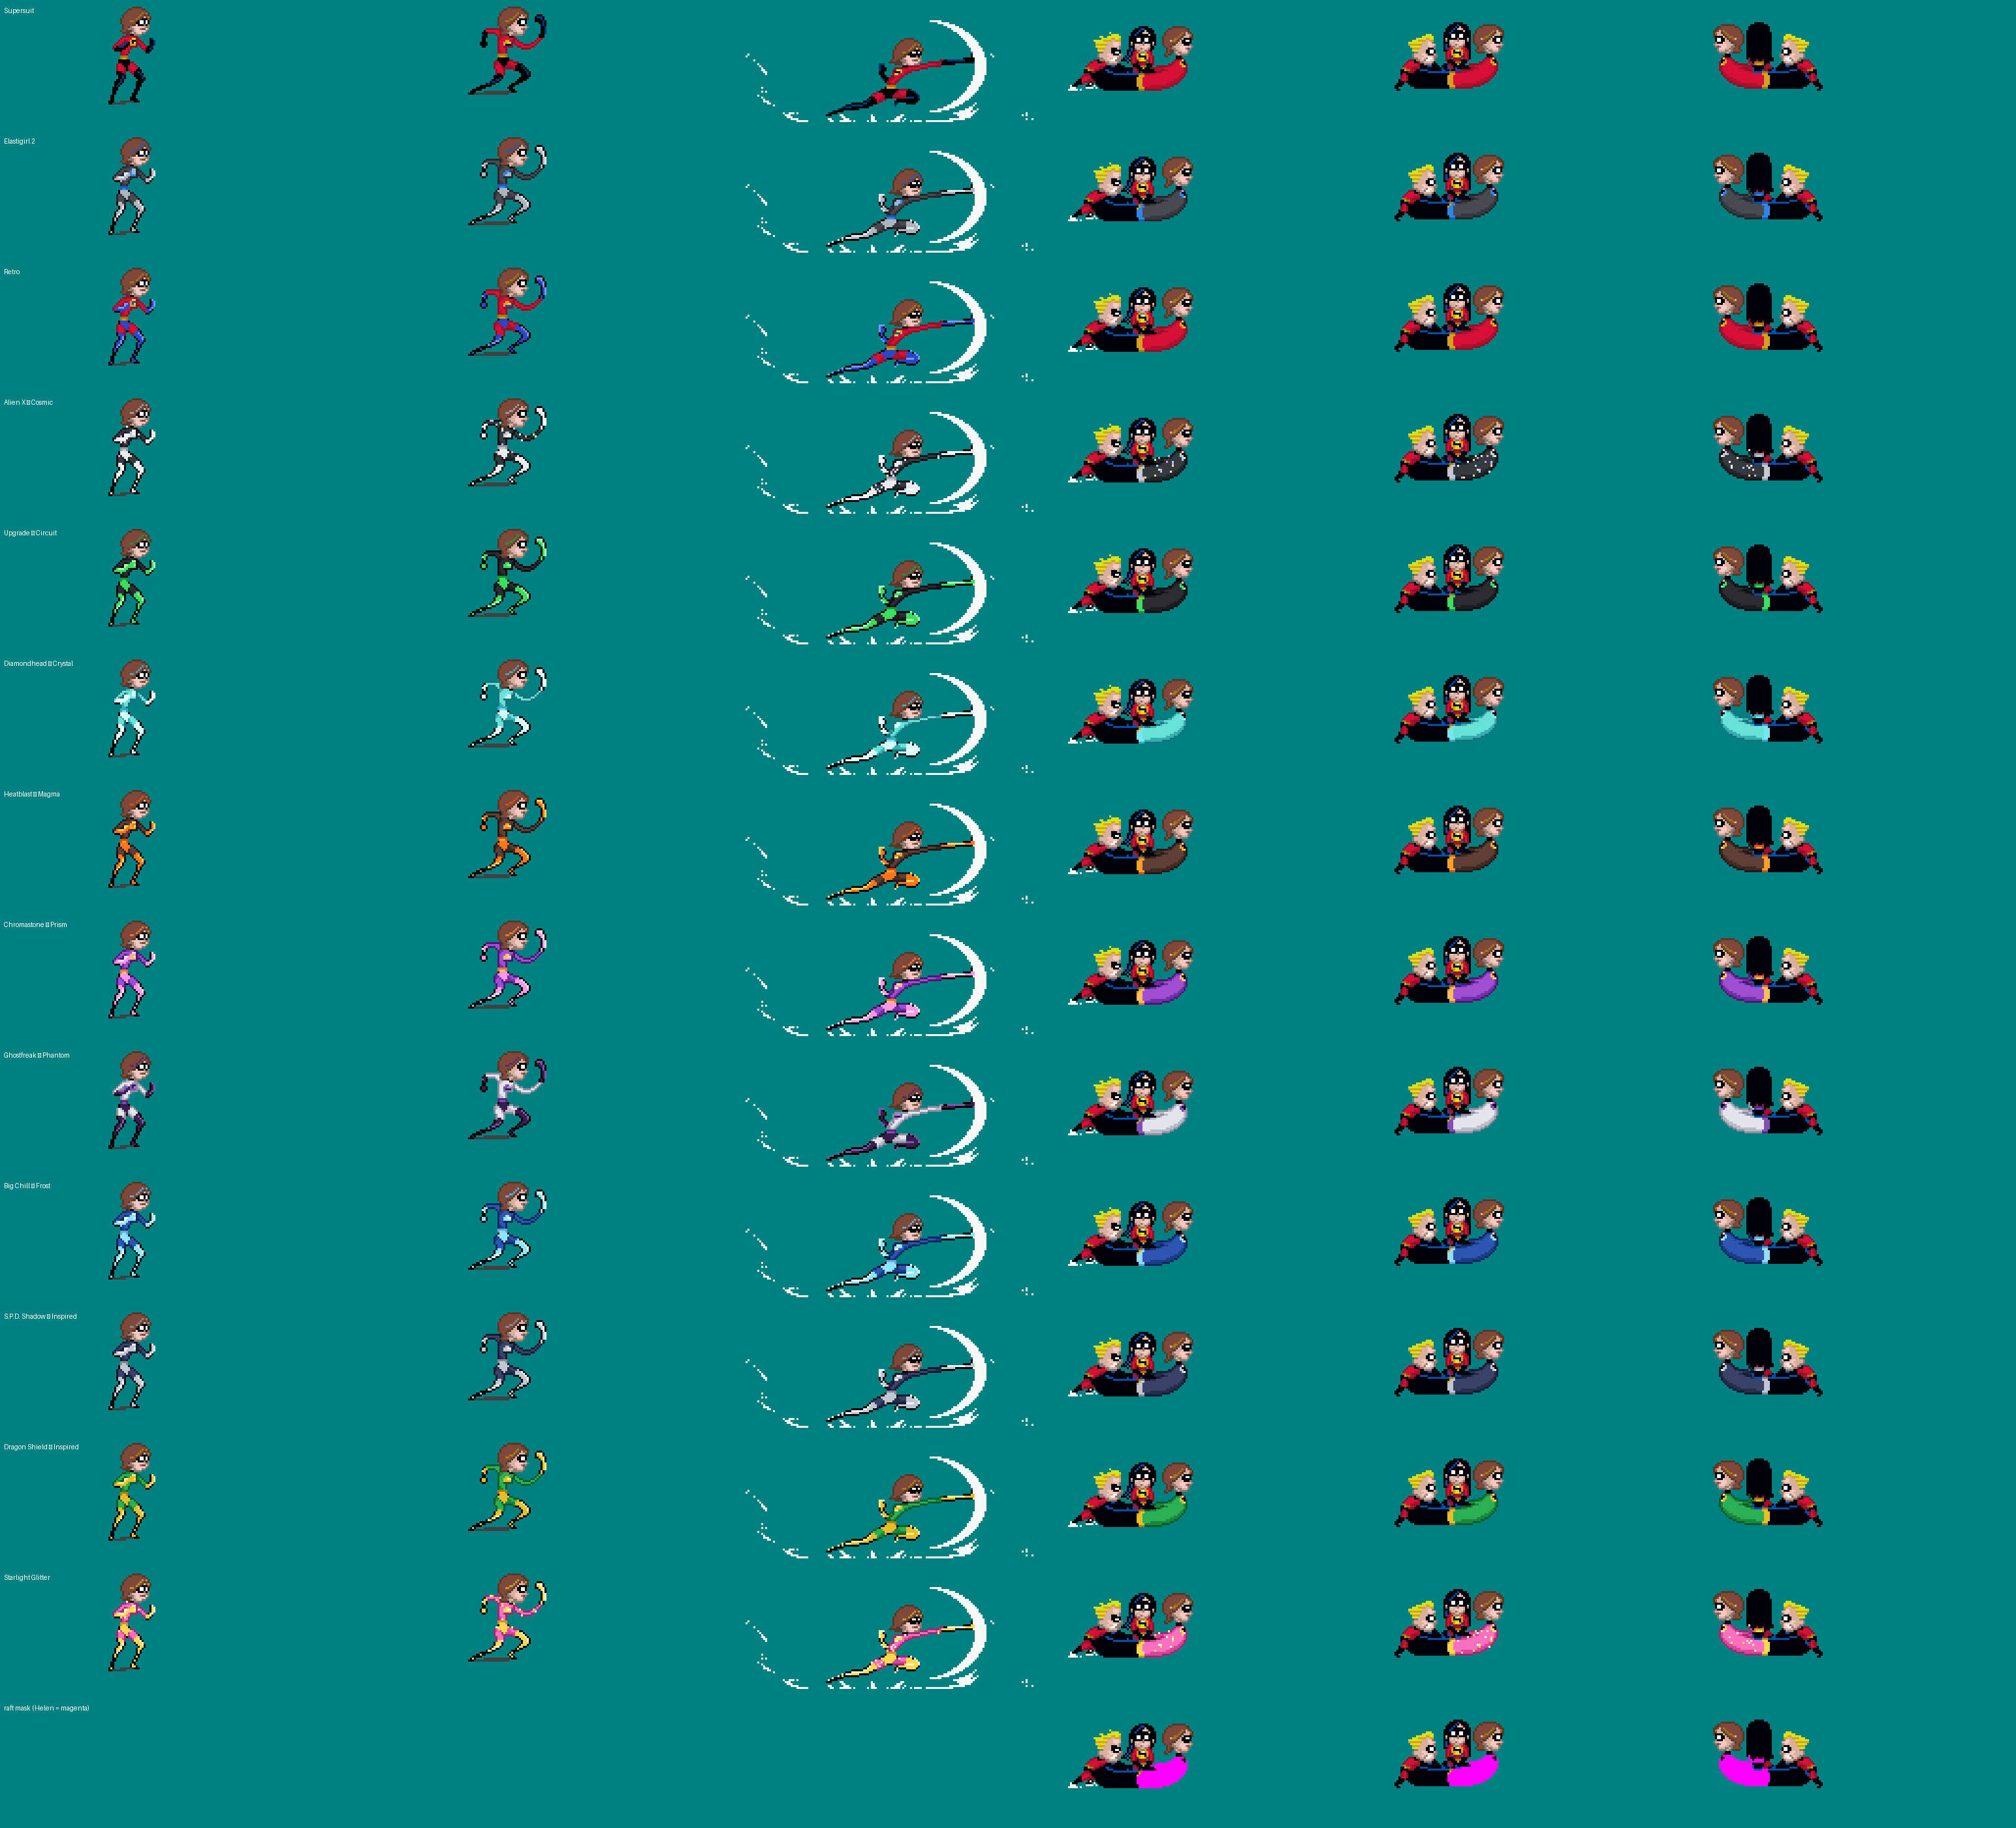 Supersuit
Elastigirl 2
Retro
Alien X▯Cosmic
Upgrade▯Circuit
Diamondhead▯Crystal
Heatblast▯Magma
Chromastone▯Prism
Ghostfreak▯Phantom
Big Chill▯Frost
S.P.D. Shadow▯Inspired
Dragon Shield▯Inspired
Starlight Glitter
raft mask (Helen = magenta)